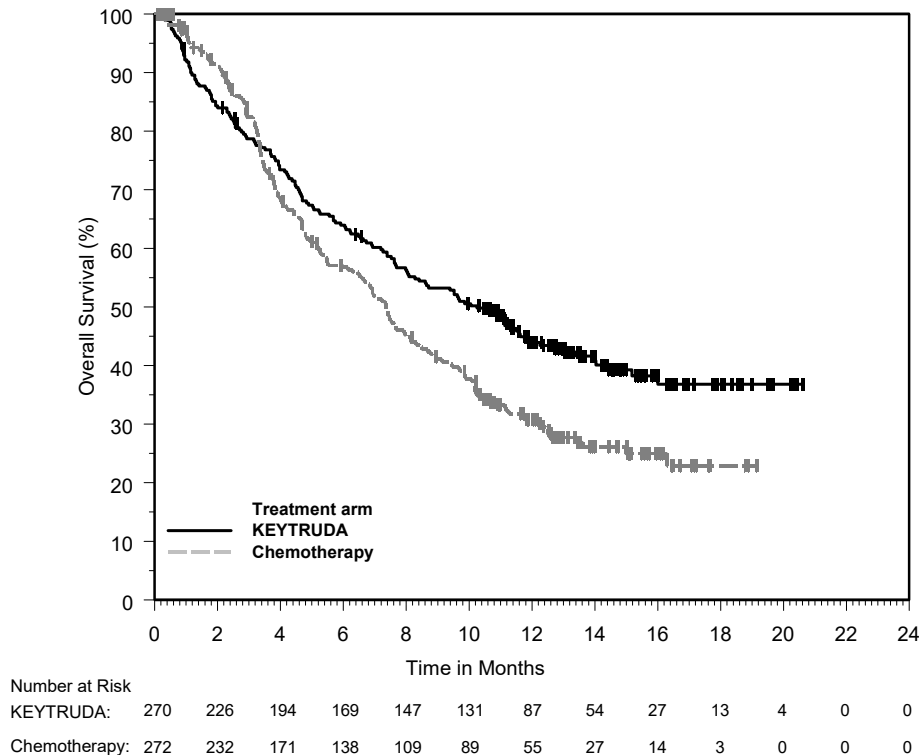 100
90
80
70
60
50
40
30
20
10
0
Overall Survival (%)
Treatment arm
KEYTRUDA
Chemotherapy
0 2 4 6 8 10 12 14 16 18 20 22 24
Time in Months
Number at Risk
KEYTRUDA: 270 226 194 169 147 131 87 54 27 13 4 0 0
Chemotherapy: 272 232 171 138 109 89 55 27 14 3 0 0 0